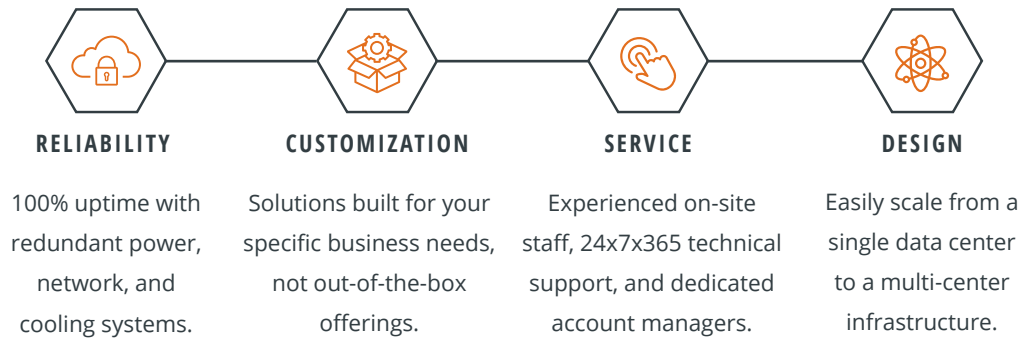 RELIABILITY
100% uptime with
redundant power,
network, and
cooling systems.
CUSTOMIZATION
Solutions built for your
specific business needs,
not out-of-the-box
offerings.
SERVICE
Experienced on-site
staff, 24x7x365 technical
support, and dedicated
account managers.
DESIGN
Easily scale from a
single data center
to a multi-center
infrastructure.